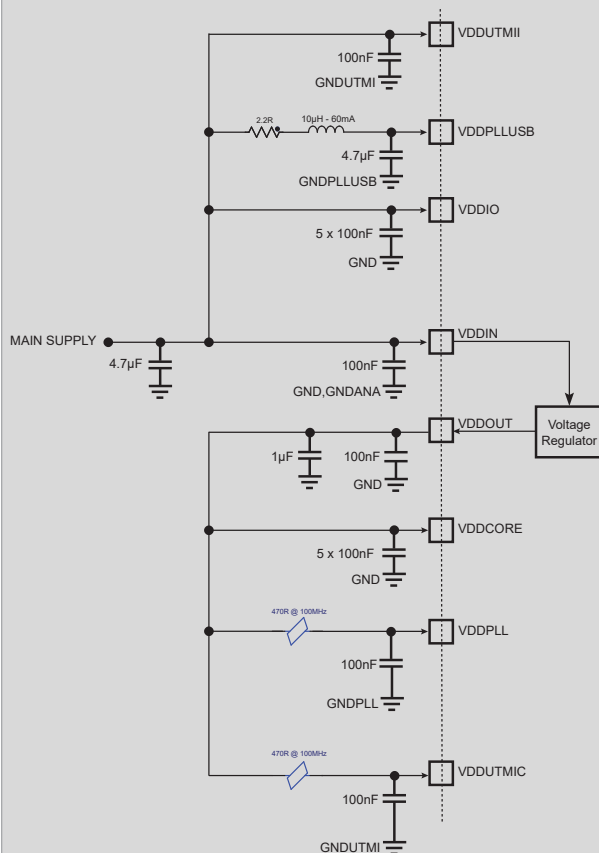 VDDUTMII
100nF
GNDUTMI
2.2R
10µH - 60mA
VDDPLLUSB
4.7µF
GNDPLLUSB
VDDIO
5 x 100nF
GND
MAIN SUPPLY
VDDIN
4.7µF
100nF
GND,GNDANA
VDDOUT
Voltage
Regulator
1µF
100nF
GND
VDDCORE
5 x 100nF
GND
470R @ 100MHz
VDDPLL
100nF
GNDPLL
470R @ 100MHz
VDDUTMIC
100nF
GNDUTMI